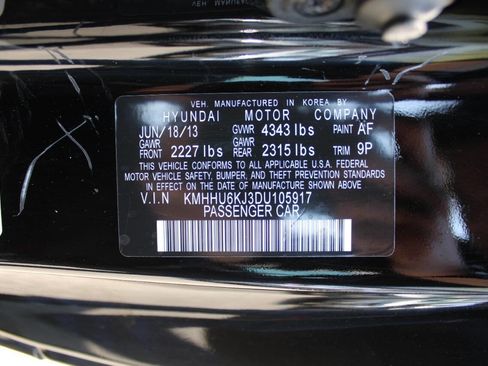 VEH. MANUFACTURED IN KOREA BY
HYUNDAI MOTOR COMPANY
JUN/18/13 GVWR 4343 lbs PAINT AF
GAWR FRONT 2227 lbs GAWR REAR 2315 lbs TRIM 9P
THIS VEHICLE CONFORMS TO ALL APPLICABLE U.S.A. FEDERAL
MOTOR VEHICLE SAFETY, BUMPER, AND THEFT PREVENTION
STANDARDS IN EFFECT ON THE DATE OF MANUFACTURE SHOWN ABOVE.
V.I.N KMHHU6KJ3DU105917
PASSENGER CAR